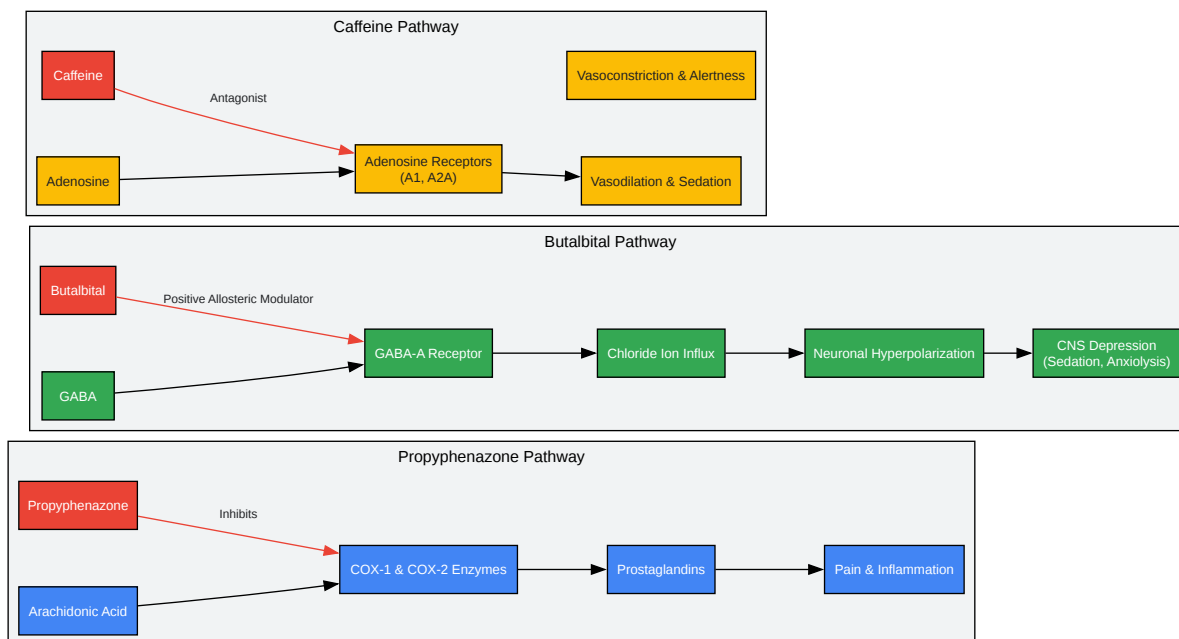 Caffeine Pathway
Caffeine
Vasoconstriction & Alertness
Antagonist
Adenosine
Adenosine Receptors
(A1, A2A)
Vasodilation & Sedation
Butalbital Pathway
Butalbital
Positive Allosteric Modulator
GABA
GABA-A Receptor
Chloride Ion Influx
Neuronal Hyperpolarization
CNS Depression
(Sedation, Anxiolysis)
Propyphenazone Pathway
Propyphenazone
Inhibits
Arachidonic Acid
COX-1 & COX-2 Enzymes
Prostaglandins
Pain & Inflammation